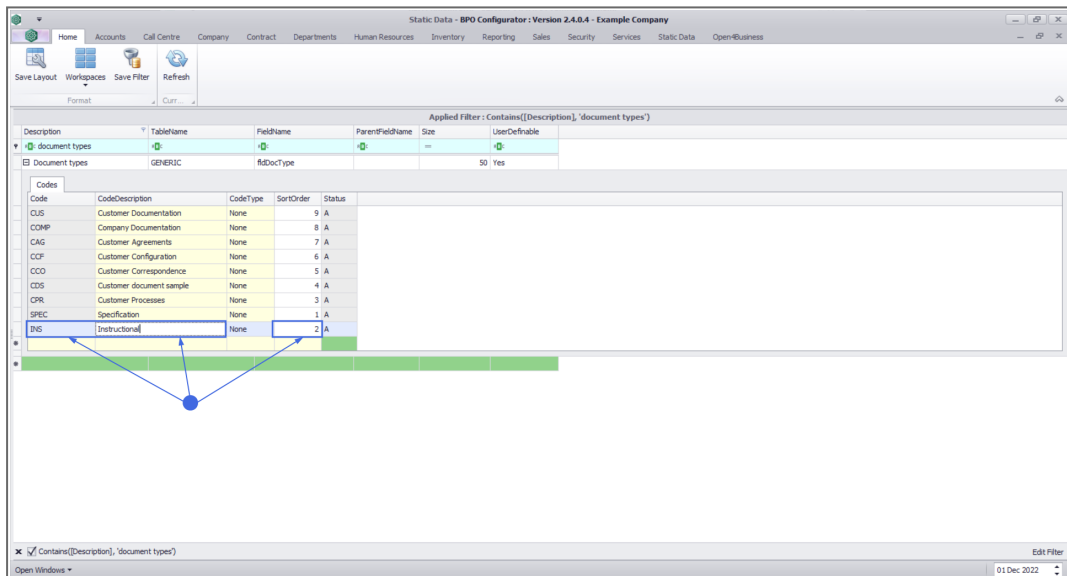 Static Data - BPO Configurator : Version 2.4.0.4 - Example Company
Home Accounts Call Centre Company Contract Departments Human Resources Inventory Reporting Sales Security Services Static Data Open4Business
Save Layout Workspaces Save Filter Refresh
Format Curr...
Applied Filter : Contains([Description], 'document types')
Description TableName FieldName ParentFieldName Size UserDefinable
document types
Document types GENERIC fldDocType 50 Yes
Codes
Code CodeDescription CodeType SortOrder Status
CUS Customer Documentation None 9 A
COMP Company Documentation None 8 A
CAG Customer Agreements None 7 A
CCF Customer Configuration None 6 A
CCO Customer Correspondence None 5 A
CDS Customer document sample None 4 A
CPR Customer Processes None 3 A
SPEC Specification None 1 A
INS Instructional None 2 A
Contains([Description], 'document types') Edit Filter
Open Windows 01 Dec 2022